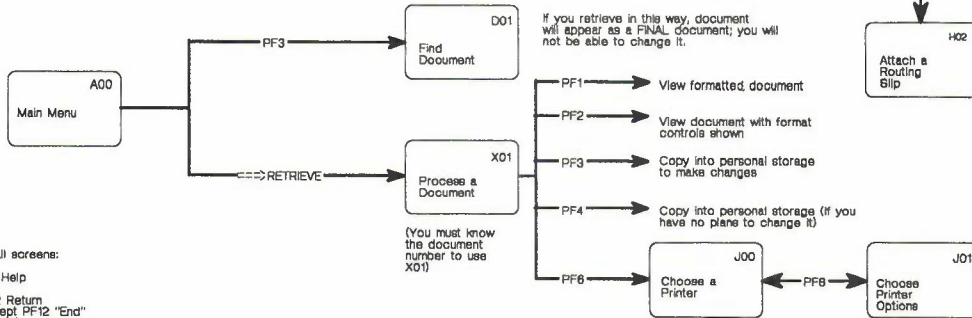 A00
Main Menu
PF3
D01
Find
Document
If you retrieve in this way, document
will appear as a FINAL document; you will
not be able to change it.
H02
Attach a
Routing
Slip
===>RETRIEVE
X01
Process a
Document
(You must know
the document
number to use
X01)
PF1
View formatted document
PF2
View document with format
controls shown
PF3
Copy into personal storage
to make changes
PF4
Copy into personal storage (if you
have no plans to change it)
PF6
J00
Choose a
Printer
PF8
J01
Choose
Printer
Options
screens:
Help
Return
PF12 "End"